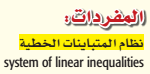 المفردات:
نظام المتباينات الخطية
system of linear inequalities